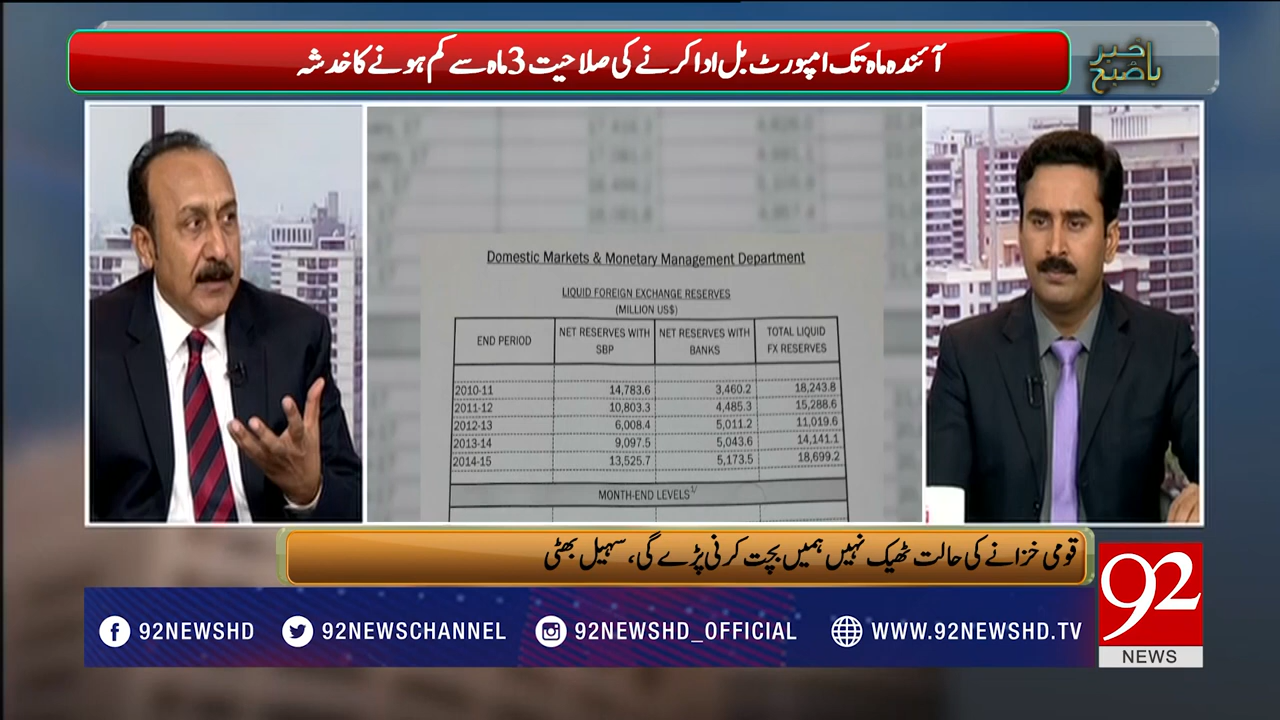 آئندہ ماہ تک امپورٹ بل ادا کرنے کی صلاحیت 3 ماہ سے کم ہونے کا خدشہ
خبر
باصبح
Domestic Markets & Monetary Management Department
LIQUID FOREIGN EXCHANGE RESERVES
(MILLION US$)
END PERIOD NET RESERVES WITH SBP NET RESERVES WITH BANKS TOTAL LIQUID FX RESERVES
2010-11 14,783.6 3,460.2 18,243.8
2011-12 10,803.3 4,485.3 15,288.6
2012-13 6,008.4 5,011.2 11,019.6
2013-14 9,097.5 5,043.6 14,141.1
2014-15 13,525.7 5,173.5 18,699.2
MONTH-END LEVELS1/
قومی خزانے کی حالت ٹھیک نہیں ہمیں بچت کرنی پڑے گی، سہیل بھٹی
92NEWSHD 92NEWSCHANNEL 92NEWSHD_OFFICIAL WWW.92NEWSHD.TV
92
NEWS